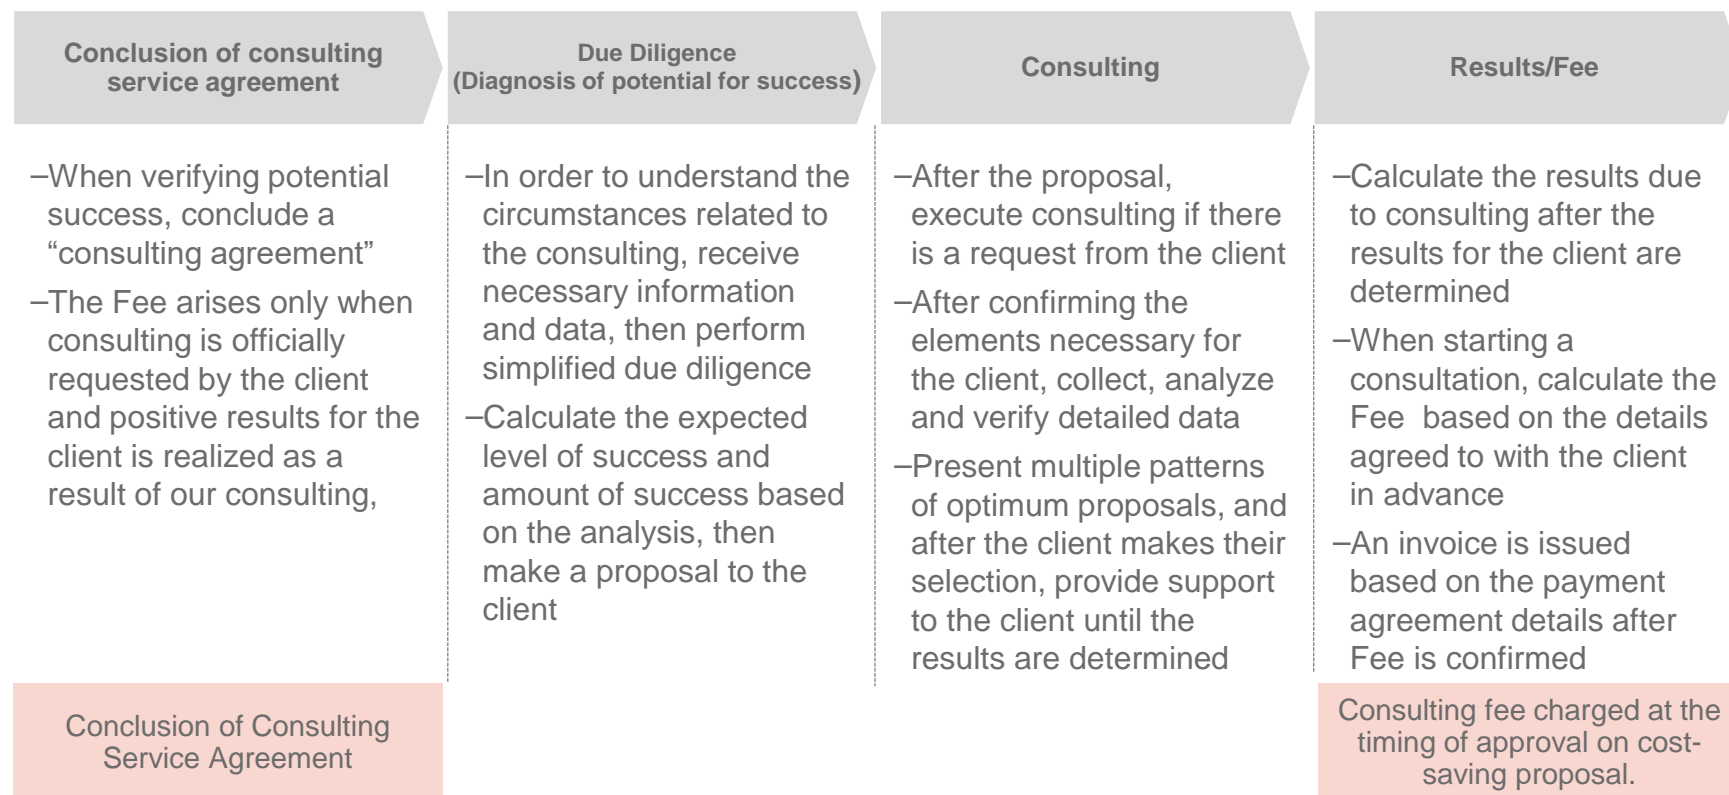 Conclusion of consulting
service agreement
Due Diligence
(Diagnosis of potential for success)
Consulting
Results/Fee
–When verifying potential
success, conclude a
“consulting agreement”
–The Fee arises only when
consulting is officially
requested by the client
and positive results for the
client is realized as a
result of our consulting,
–In order to understand the
circumstances related to
the consulting, receive
necessary information
and data, then perform
simplified due diligence
–Calculate the expected
level of success and
amount of success based
on the analysis, then
make a proposal to the
client
–After the proposal,
execute consulting if there
is a request from the client
–After confirming the
elements necessary for
the client, collect, analyze
and verify detailed data
–Present multiple patterns
of optimum proposals, and
after the client makes their
selection, provide support
to the client until the
results are determined
–Calculate the results due
to consulting after the
results for the client are
determined
–When starting a
consultation, calculate the
Fee  based on the details
agreed to with the client
in advance
–An invoice is issued
based on the payment
agreement details after
Fee is confirmed
Conclusion of Consulting
Service Agreement
Consulting fee charged at the
timing of approval on cost-
saving proposal.